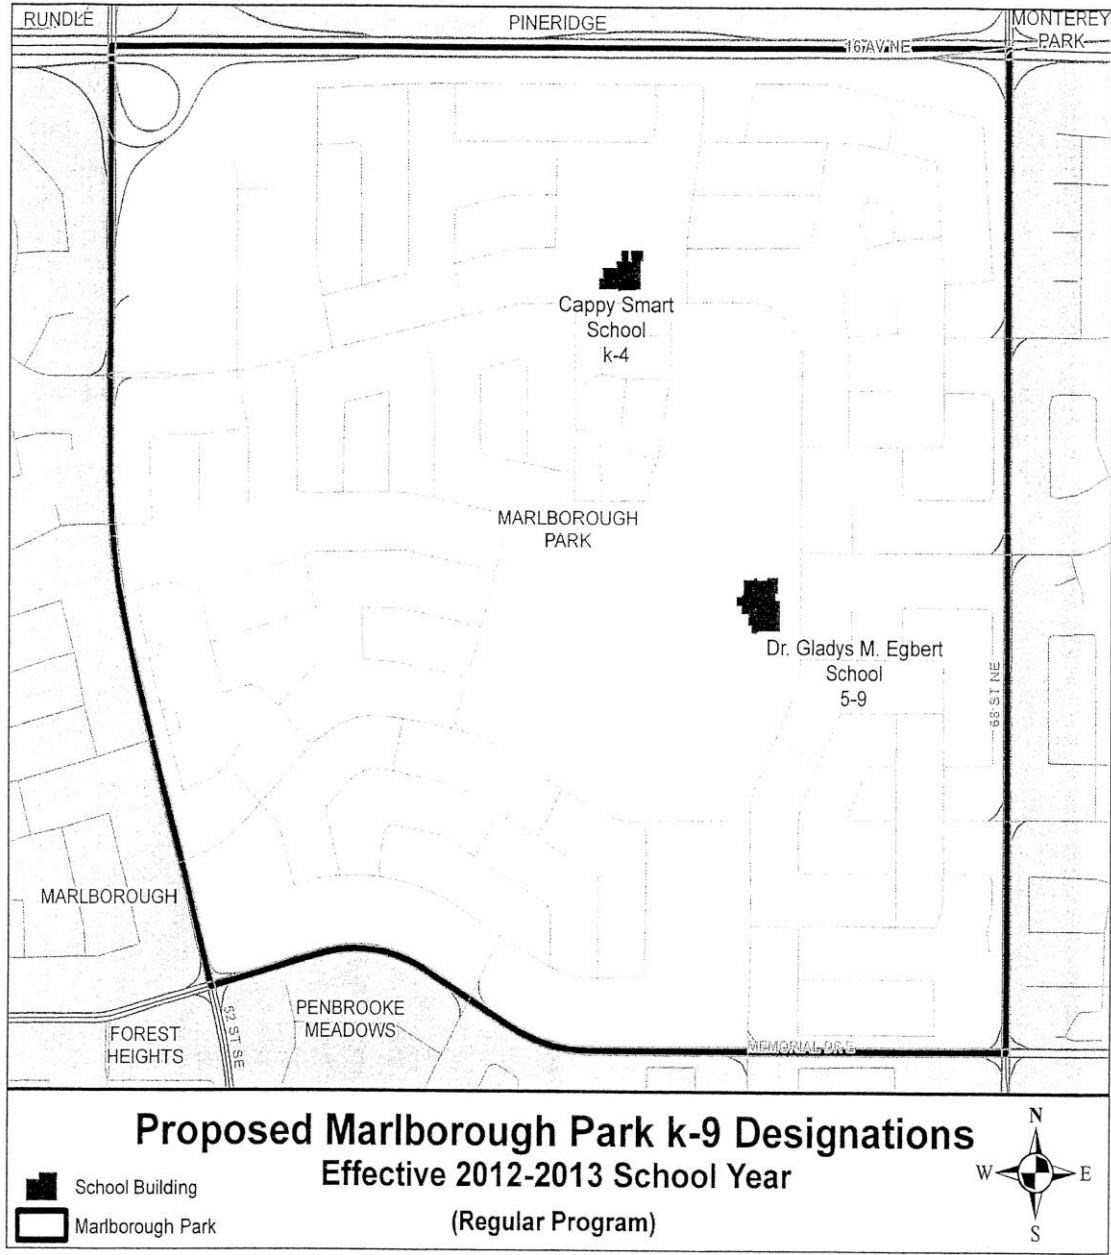 RUNDLE
PINERIDGE
MONTEREY
PARK
16 AV NE
Cappy Smart
School
k-4
MARLBOROUGH
PARK
Dr. Gladys M. Egbert
School
5-9
68 ST NE
MARLBOROUGH
PENBROOKE
MEADOWS
FOREST
HEIGHTS
52 ST SE
MEMORIAL DR E
Proposed Marlborough Park k-9 Designations
Effective 2012-2013 School Year
(Regular Program)
School Building
Marlborough Park
N
W
E
S